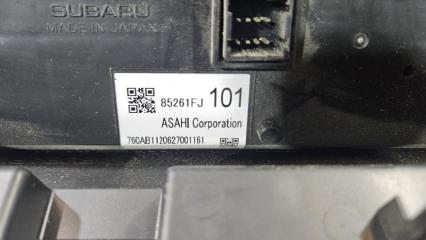 SUBARU
MADE IN JAPAN
85261FJ 101
ASAHI Corporation
760AB1120627001161